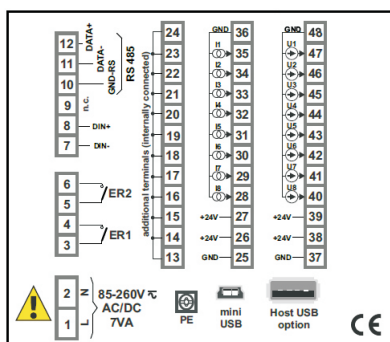 12 DATA+
11 DATA-
10 GND-RS
RS 485
9 n.c.
8 DIN+
7 DIN-
6
5
ER2
4
3
ER1
2 N
1 L
85-260V
AC/DC
7VA
additional terminals (internally connected)
24
23
22
21
20
19
18
17
16
15
14
13
GND 36
I1 35
I2 34
I3 33
I4 32
I5 31
I6 30
I7 29
I8 28
+24V 27
+24V 26
GND 25
GND 48
U1 47
U2 46
U3 45
U4 44
U5 43
U6 42
U7 41
U8 40
+24V 39
+24V 38
GND 37
PE
mini
USB
Host USB
option
CE